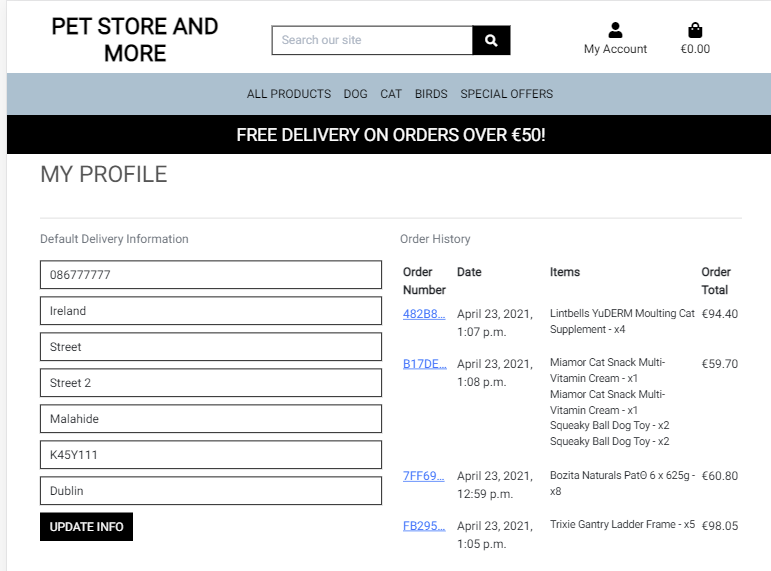 PET STORE AND
MORE
Search our site
My Account
€0.00
ALL PRODUCTS DOG CAT BIRDS SPECIAL OFFERS
FREE DELIVERY ON ORDERS OVER €50!
MY PROFILE
Default Delivery Information
086777777
Ireland
Street
Street 2
Malahide
K45Y111
Dublin
UPDATE INFO
Order History
Order Date Items Order
Number Total
482B8... April 23, 2021, Lintbells YuDERM Moulting Cat €94.40
1:07 p.m. Supplement - x4
B17DE... April 23, 2021, Miamor Cat Snack Multi- €59.70
1:08 p.m. Vitamin Cream - x1
Miamor Cat Snack Multi-
Vitamin Cream - x1
Squeaky Ball Dog Toy - x2
Squeaky Ball Dog Toy - x2
7FF69... April 23, 2021, Bozita Naturals PatΘ 6 x 625g - €60.80
12:59 p.m. x8
FB295... April 23, 2021, Trixie Gantry Ladder Frame - x5 €98.05
1:05 p.m.